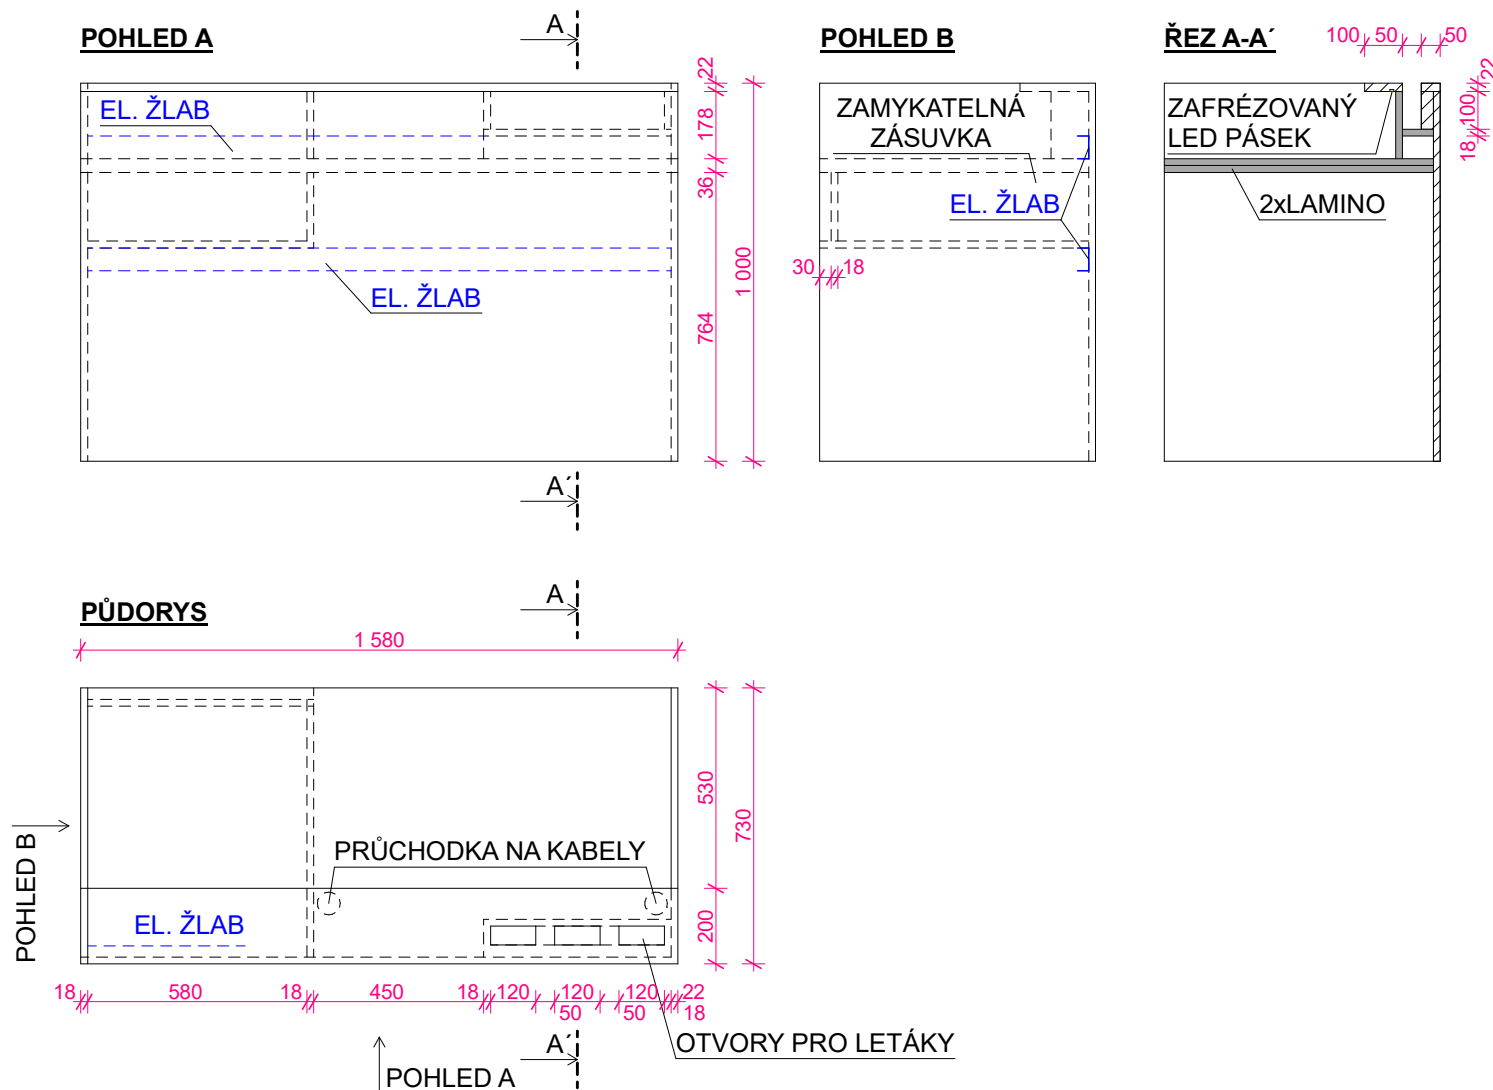 POHLED A
A
POHLED B
ŘEZ A-A´
100
50
50
22
178
36
764
1 000
EL. ŽLAB
EL. ŽLAB
ZAMYKATELNÁ
ZÁSUVKA
EL. ŽLAB
30
18
ZAFRÉZOVANÝ
LED PÁSEK
2xLAMINO
22
100
18
A´
PŮDORYS
A
1 580
530
730
200
POHLED B
PRŮCHODKA NA KABELY
EL. ŽLAB
18
580
18
450
18
120
120
120
22
50
50
18
OTVORY PRO LETÁKY
A´
POHLED A